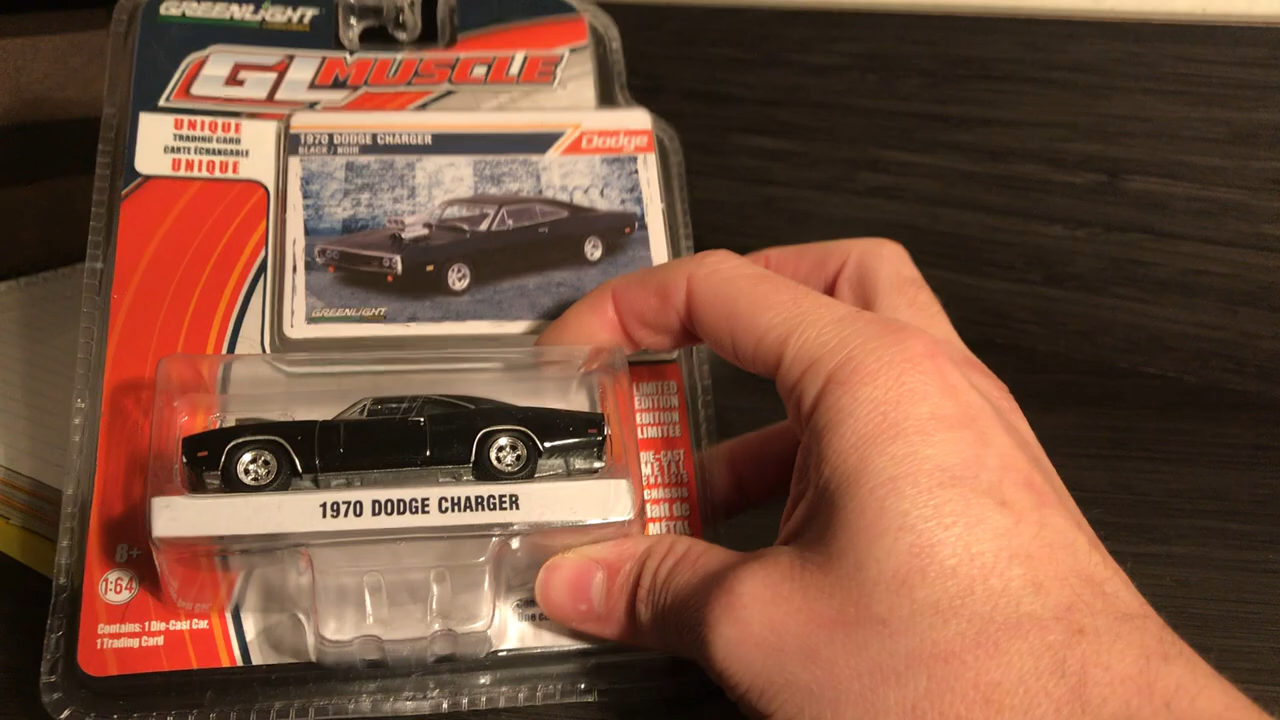 GREENLIGHT
GL MUSCLE
UNIQUE
TRADING CARD
CARTE ÉCHANGEABLE
UNIQUE
1970 DODGE CHARGER
BLACK / NOIR
Dodge
GREENLIGHT
LIMITED
EDITION
EDITION
LIMITÉE
DIE-CAST
METAL
CHASSIS
CHÂSSIS
fait de
MÉTAL
1970 DODGE CHARGER
8+
1:64
Contains: 1 Die-Cast Car,
1 Trading Card